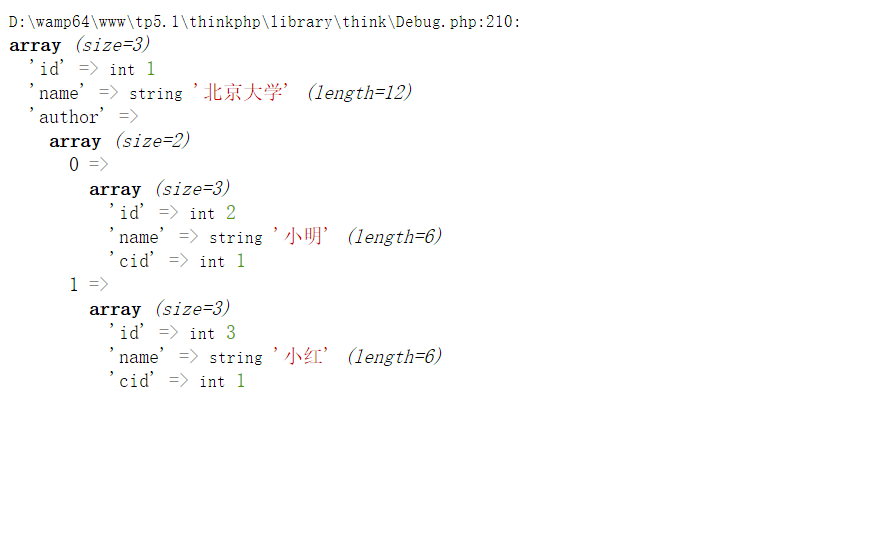 D:\wamp64\www\tp5.1\thinkphp\library\think\Debug.php:210:
array (size=3)
  'id' => int 1
  'name' => string '北京大学' (length=12)
  'author' =>
    array (size=2)
      0 =>
        array (size=3)
          'id' => int 2
          'name' => string '小明' (length=6)
          'cid' => int 1
      1 =>
        array (size=3)
          'id' => int 3
          'name' => string '小红' (length=6)
          'cid' => int 1